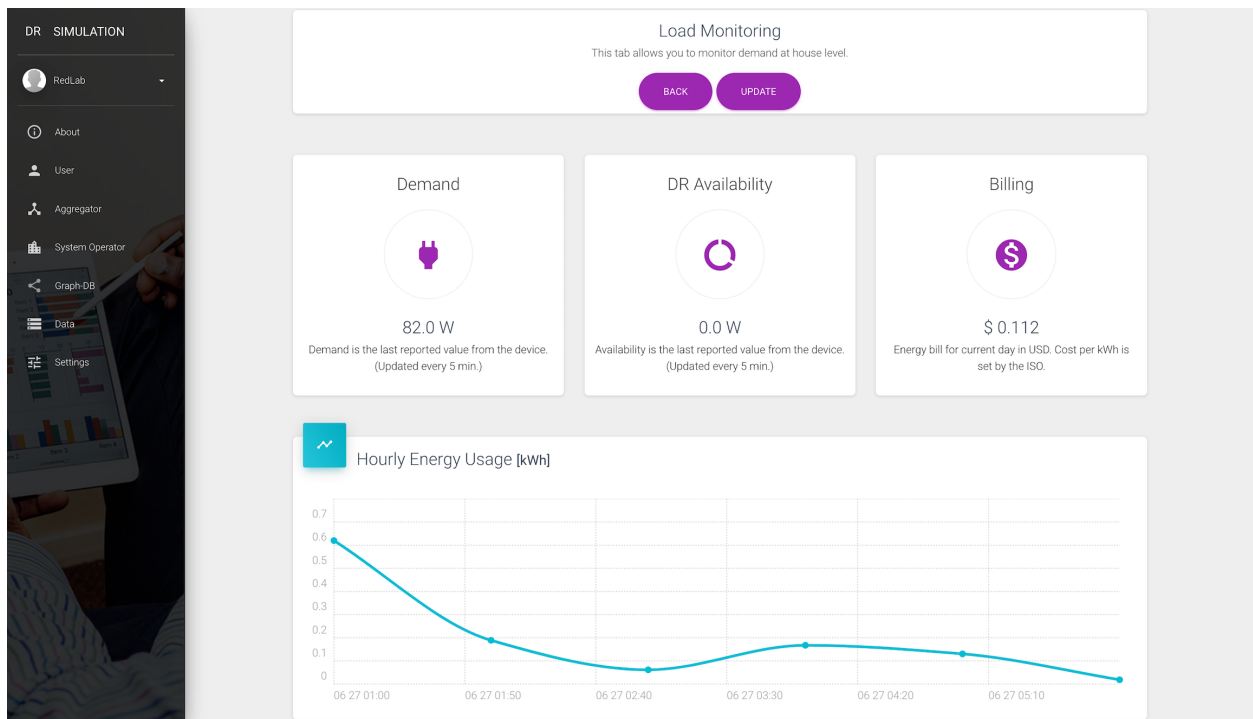 DR SIMULATION
RedLab
About
User
Aggregator
System Operator
Graph-DB
Data
Settings
Load Monitoring
This tab allows you to monitor demand at house level.
BACK UPDATE
Demand
82.0 W
Demand is the last reported value from the device.
(Updated every 5 min.)
DR Availability
0.0 W
Availability is the last reported value from the device.
(Updated every 5 min.)
Billing
$ 0.112
Energy bill for current day in USD. Cost per kWh is
set by the ISO.
Hourly Energy Usage [kWh]
0.7
0.6
0.5
0.4
0.3
0.2
0.1
0
06 27 01:00 06 27 01:50 06 27 02:40 06 27 03:30 06 27 04:20 06 27 05:10
Item 3
Item 4